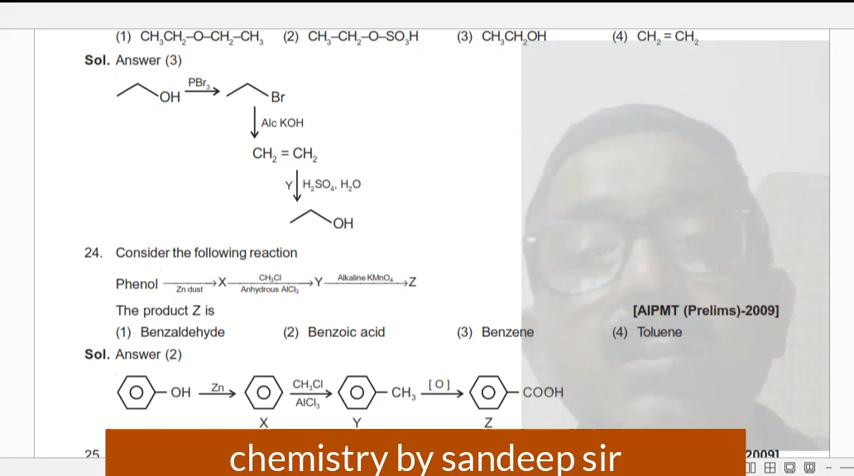 (1) CH₃CH₂–O–CH₂–CH₃ (2) CH₃–CH₂–O–SO₃H (3) CH₃CH₂OH (4) CH₂ = CH₂
Sol. Answer (3)
OH PBr₃ Br
Alc KOH
CH₂ = CH₂
Y H₂SO₄, H₂O
OH
24. Consider the following reaction
Phenol Zn dust X CH₃Cl Anhydrous AlCl₃ Y Alkaline KMnO₄ Z
The product Z is [AIPMT (Prelims)-2009]
(1) Benzaldehyde (2) Benzoic acid (3) Benzene (4) Toluene
Sol. Answer (2)
OH Zn CH₃Cl AlCl₃ CH₃ [O] COOH
X Y Z
25 2009]
chemistry by sandeep sir